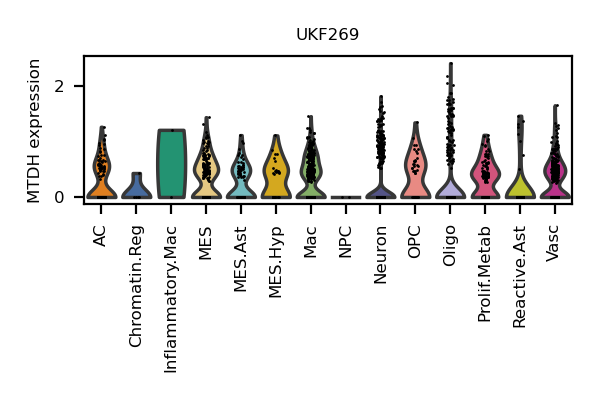 UKF269
MTDH expression
2
0
AC
Chromatin.Reg
Inflammatory.Mac
MES
MES.Ast
MES.Hyp
Mac
NPC
Neuron
OPC
Oligo
Prolif.Metab
Reactive.Ast
Vasc